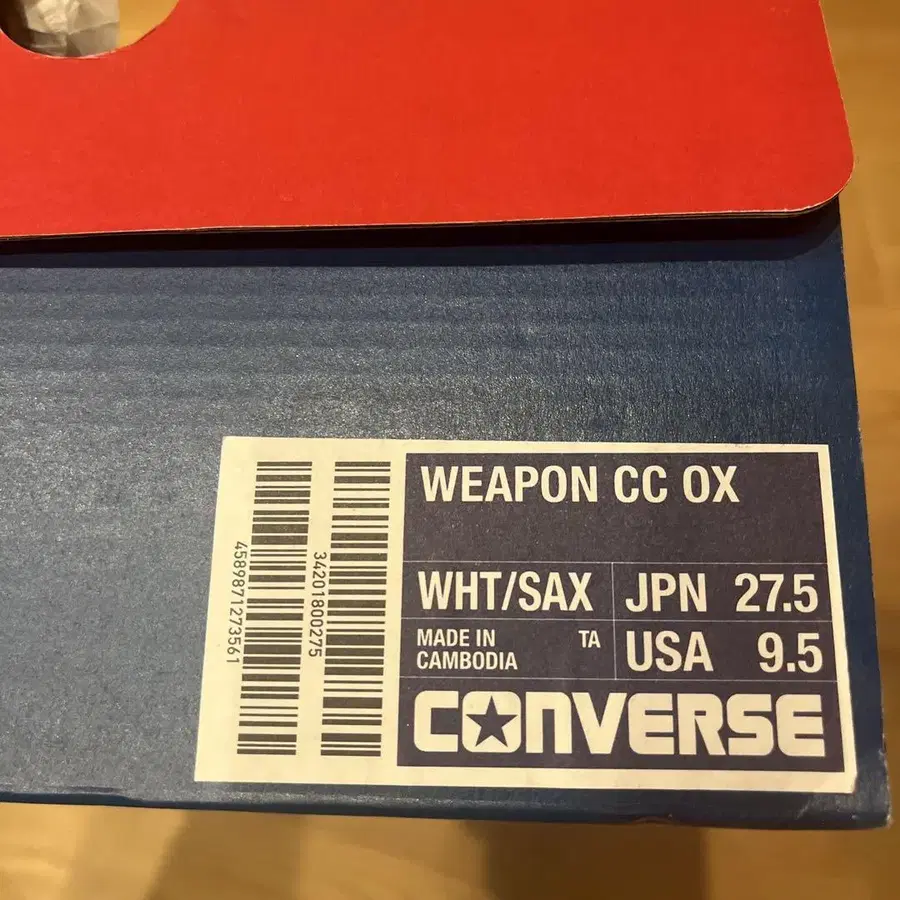 WEAPON CC OX
WHT/SAX JPN 27.5
MADE IN CAMBODIA TA USA 9.5
CONVERSE
4589871273561
34201800275